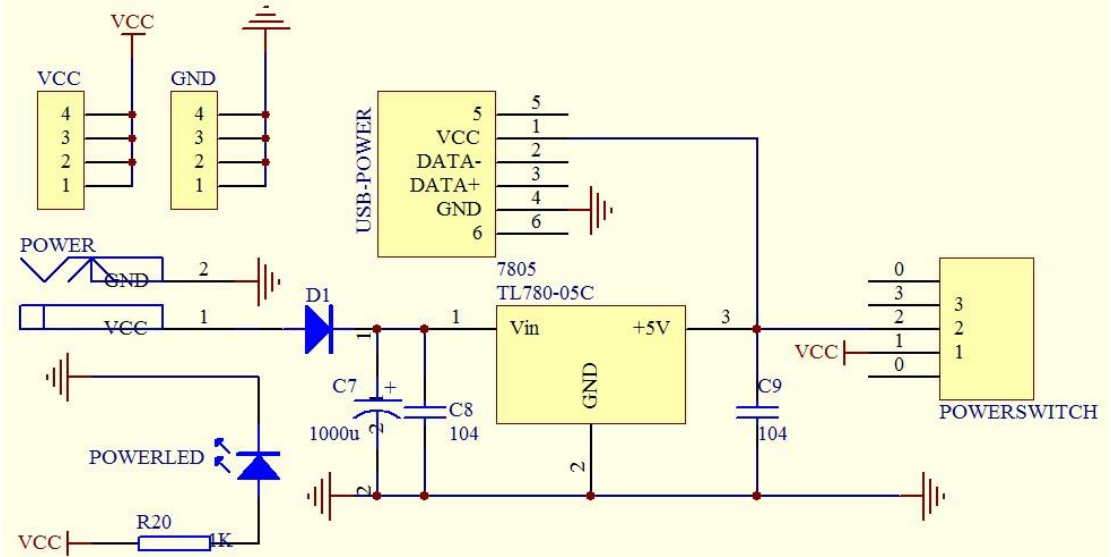 VCC
VCC
GND
4
3
2
1
4
3
2
1
USB-POWER
5
VCC
DATA-
DATA+
GND
6
5
1
2
3
4
6
POWER
GND
2
VCC
1
D1
7805
TL780-05C
1
Vin
+5V
3
GND
2
0
3
2
1
0
3
2
1
VCC
POWERSWITCH
1
C7
+
1000u
2
2
C8
104
C9
104
POWERLED
R20
1K
VCC